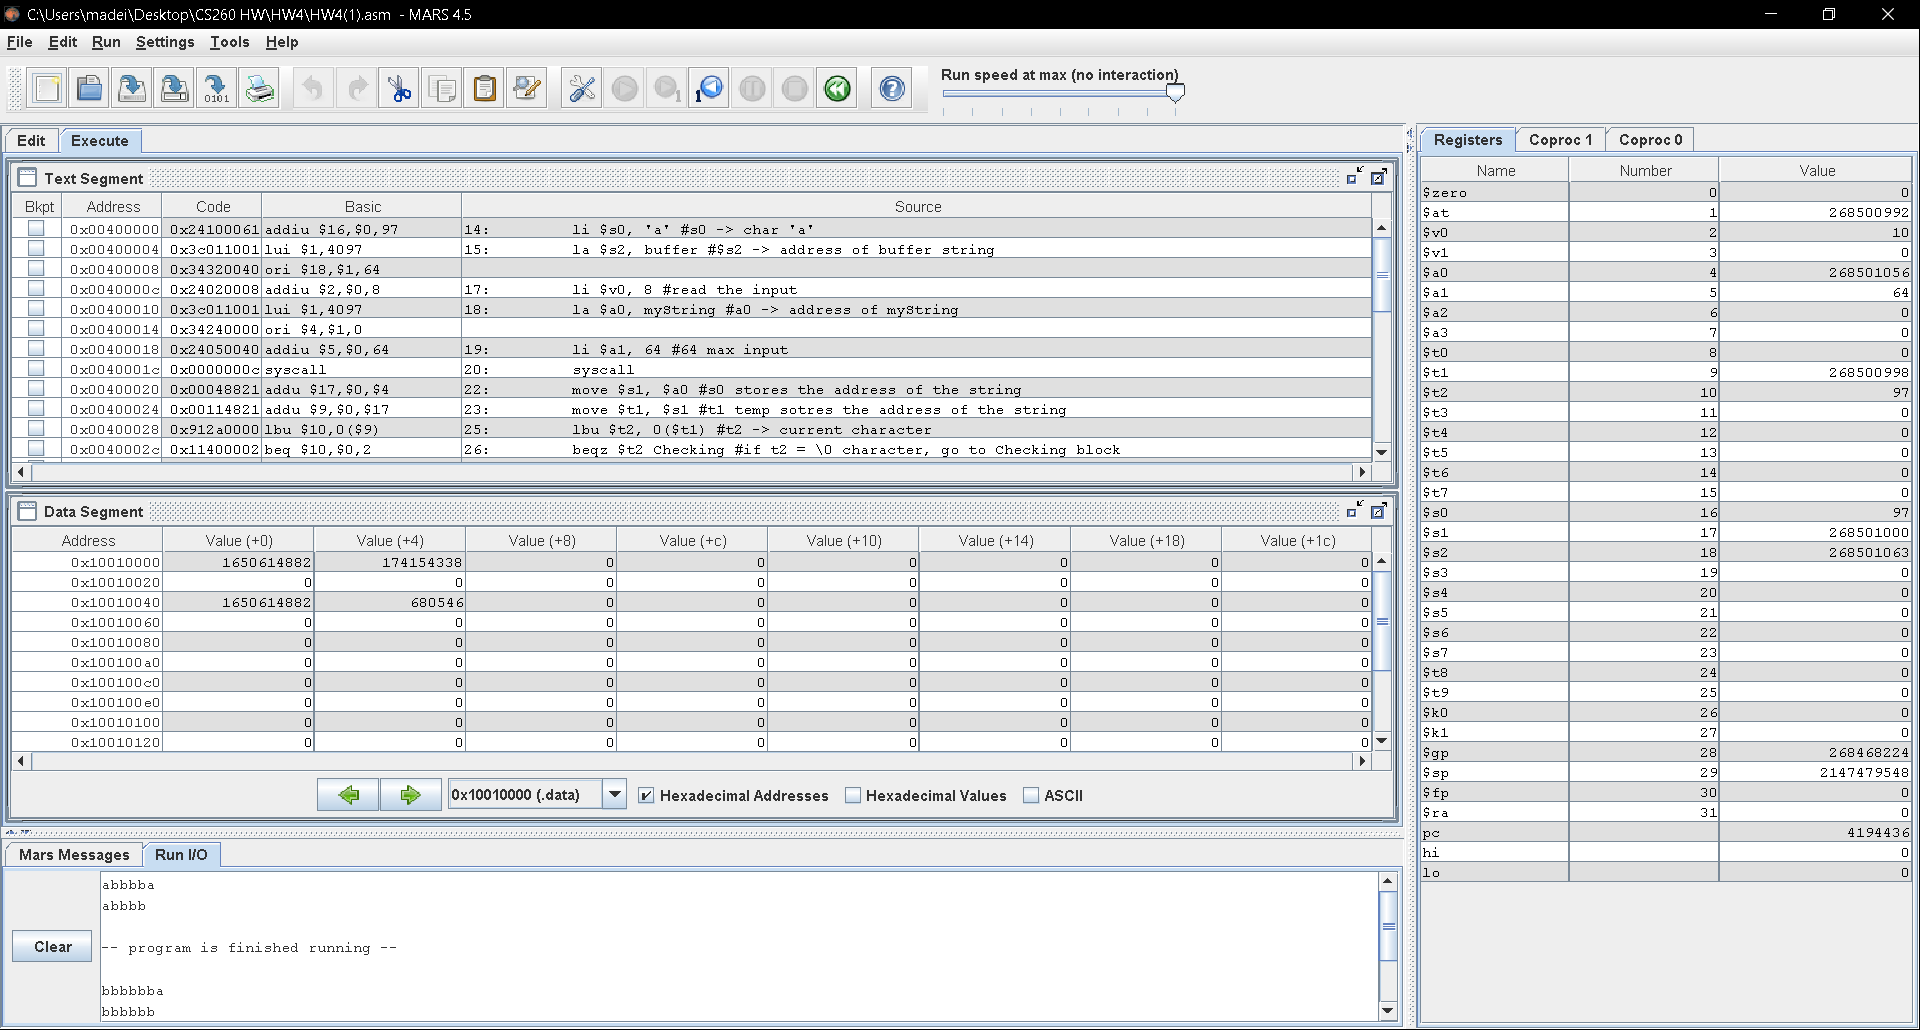 C:\Users\madei\Desktop\CS260 HW\HW4\HW4(1).asm - MARS 4.5
File Edit Run Settings Tools Help
Run speed at max (no interaction)
Edit Execute
Text Segment
Bkpt Address Code Basic Source
0x00400000 0x24100061 addiu $16,$0,97 14: li $s0, 'a' #s0 -> char 'a'
0x00400004 0x3c011001 lui $1,4097 15: la $s2, buffer #$s2 -> address of buffer string
0x00400008 0x34320040 ori $18,$1,64
0x0040000c 0x24020008 addiu $2,$0,8 17: li $v0, 8 #read the input
0x00400010 0x3c011001 lui $1,4097 18: la $a0, myString #a0 -> address of myString
0x00400014 0x34240000 ori $4,$1,0
0x00400018 0x24050040 addiu $5,$0,64 19: li $a1, 64 #64 max input
0x0040001c 0x0000000c syscall 20: syscall
0x00400020 0x00048821 addu $17,$0,$4 22: move $s1, $a0 #s0 stores the address of the string
0x00400024 0x00114821 addu $9,$0,$17 23: move $t1, $s1 #t1 temp sotres the address of the string
0x00400028 0x912a0000 lbu $10,0($9) 25: lbu $t2, 0($t1) #t2 -> current character
0x0040002c 0x11400002 beq $10,$0,2 26: beqz $t2 Checking #if t2 = \0 character, go to Checking block
Data Segment
Address Value (+0) Value (+4) Value (+8) Value (+c) Value (+10) Value (+14) Value (+18) Value (+1c)
0x10010000 1650614882 174154338 0 0 0 0 0 0
0x10010020 0 0 0 0 0 0 0 0
0x10010040 1650614882 680546 0 0 0 0 0 0
0x10010060 0 0 0 0 0 0 0 0
0x10010080 0 0 0 0 0 0 0 0
0x100100a0 0 0 0 0 0 0 0 0
0x100100c0 0 0 0 0 0 0 0 0
0x100100e0 0 0 0 0 0 0 0 0
0x10010100 0 0 0 0 0 0 0 0
0x10010120 0 0 0 0 0 0 0 0
0x10010000 (.data) Hexadecimal Addresses Hexadecimal Values ASCII
Mars Messages Run I/O
Clear
abbbba
abbbb
-- program is finished running --
bbbbbba
bbbbbb
Registers Coproc 1 Coproc 0
Name Number Value
$zero 0 0
$at 1 268500992
$v0 2 10
$v1 3 0
$a0 4 268501056
$a1 5 64
$a2 6 0
$a3 7 0
$t0 8 0
$t1 9 268500998
$t2 10 97
$t3 11 0
$t4 12 0
$t5 13 0
$t6 14 0
$t7 15 0
$s0 16 97
$s1 17 268501000
$s2 18 268501063
$s3 19 0
$s4 20 0
$s5 21 0
$s6 22 0
$s7 23 0
$t8 24 0
$t9 25 0
$k0 26 0
$k1 27 0
$gp 28 268468224
$sp 29 2147479548
$fp 30 0
$ra 31 0
pc 4194436
hi 0
lo 0